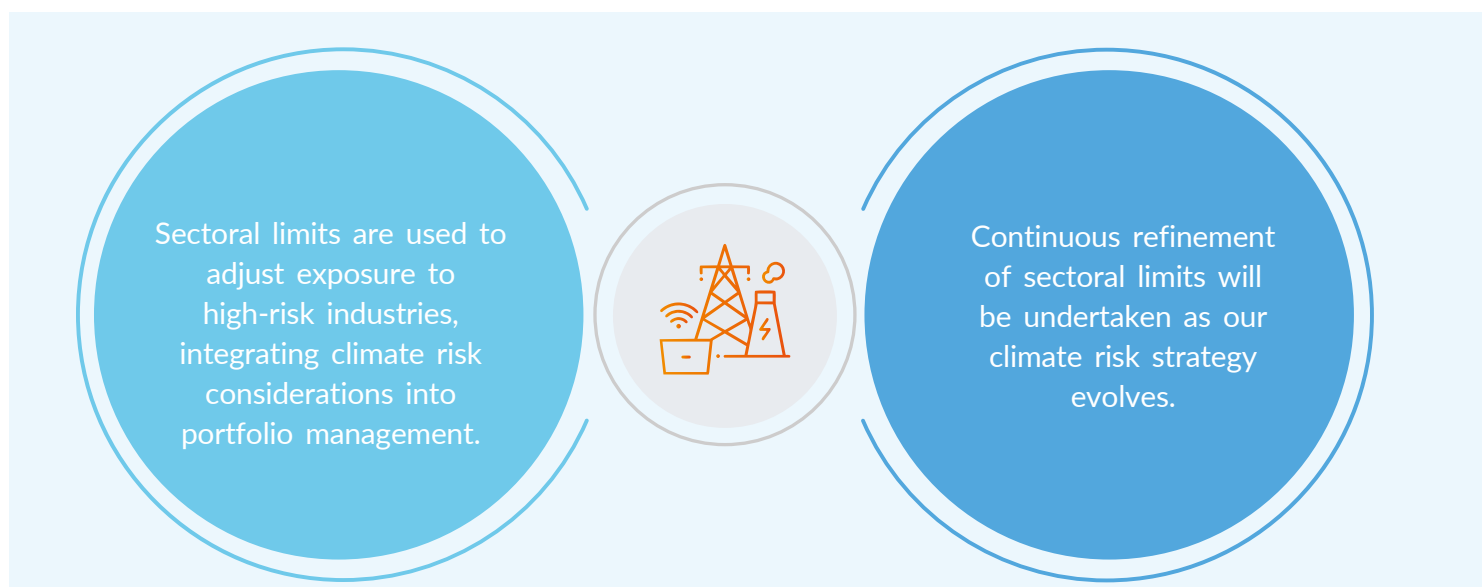 Sectoral limits are used to
adjust exposure to
high-risk industries,
integrating climate risk
considerations into
portfolio management.
Continuous refinement
of sectoral limits will
be undertaken as our
climate risk strategy
evolves.